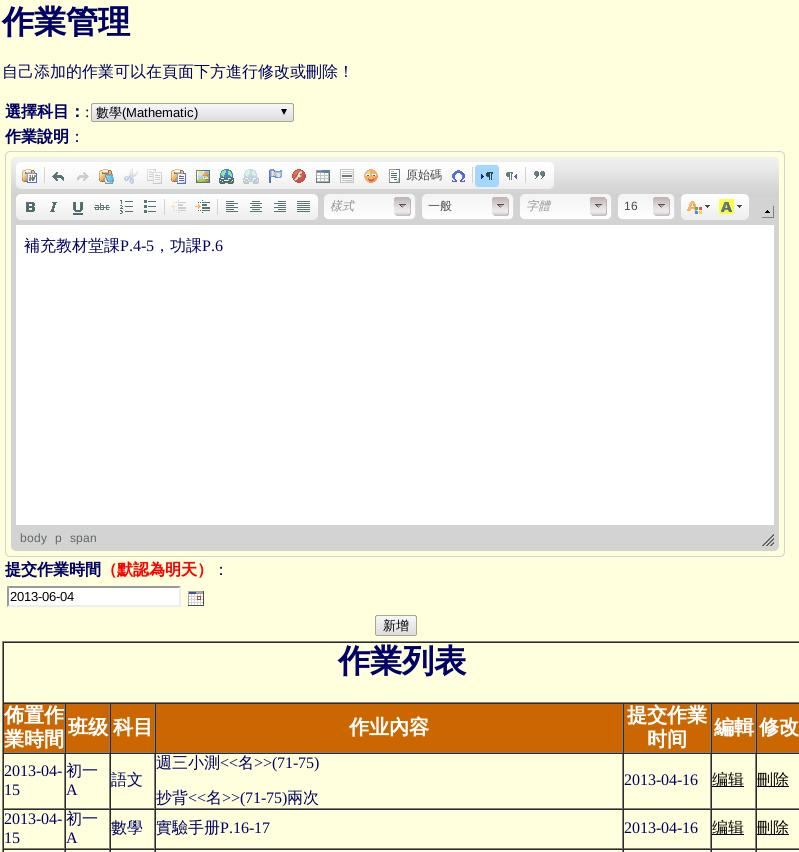 作業管理
自己添加的作業可以在頁面下方進行修改或刪除！
選擇科目：: 數學(Mathematic)
作業說明：
原始碼
B I U abc 樣式 一般 字體 16 A A
補充教材堂課P.4-5，功課P.6
body p span
提交作業時間（默認為明天）：
2013-06-04
新增
作業列表
佈置作業時間 班级 科目 作业內容 提交作業时间 編輯 修改
2013-04-15 初一A 語文 週三小測<<名>>(71-75) 2013-04-16 编辑 刪除
抄背<<名>>(71-75)兩次
2013-04-15 初一A 數學 實驗手册P.16-17 2013-04-16 编辑 刪除